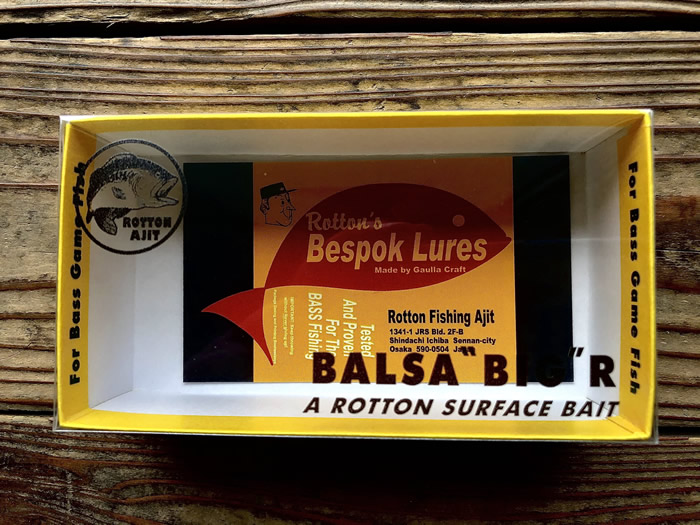 For Bass Game Fish
ROTTON
AJIT
Rotton's
Bespok Lures
Made by Gaulla Craft
Tested
And Proven
For Th
BASS Fishing
Rotton Fishing Ajit
1341-1 JRS Bld. 2F-B
Shindachi Ichiba Sennan-city
Osaka 590-0504
BALSA "BIG"R
A ROTTON SURFACE BAIT
For Bass Game Fish